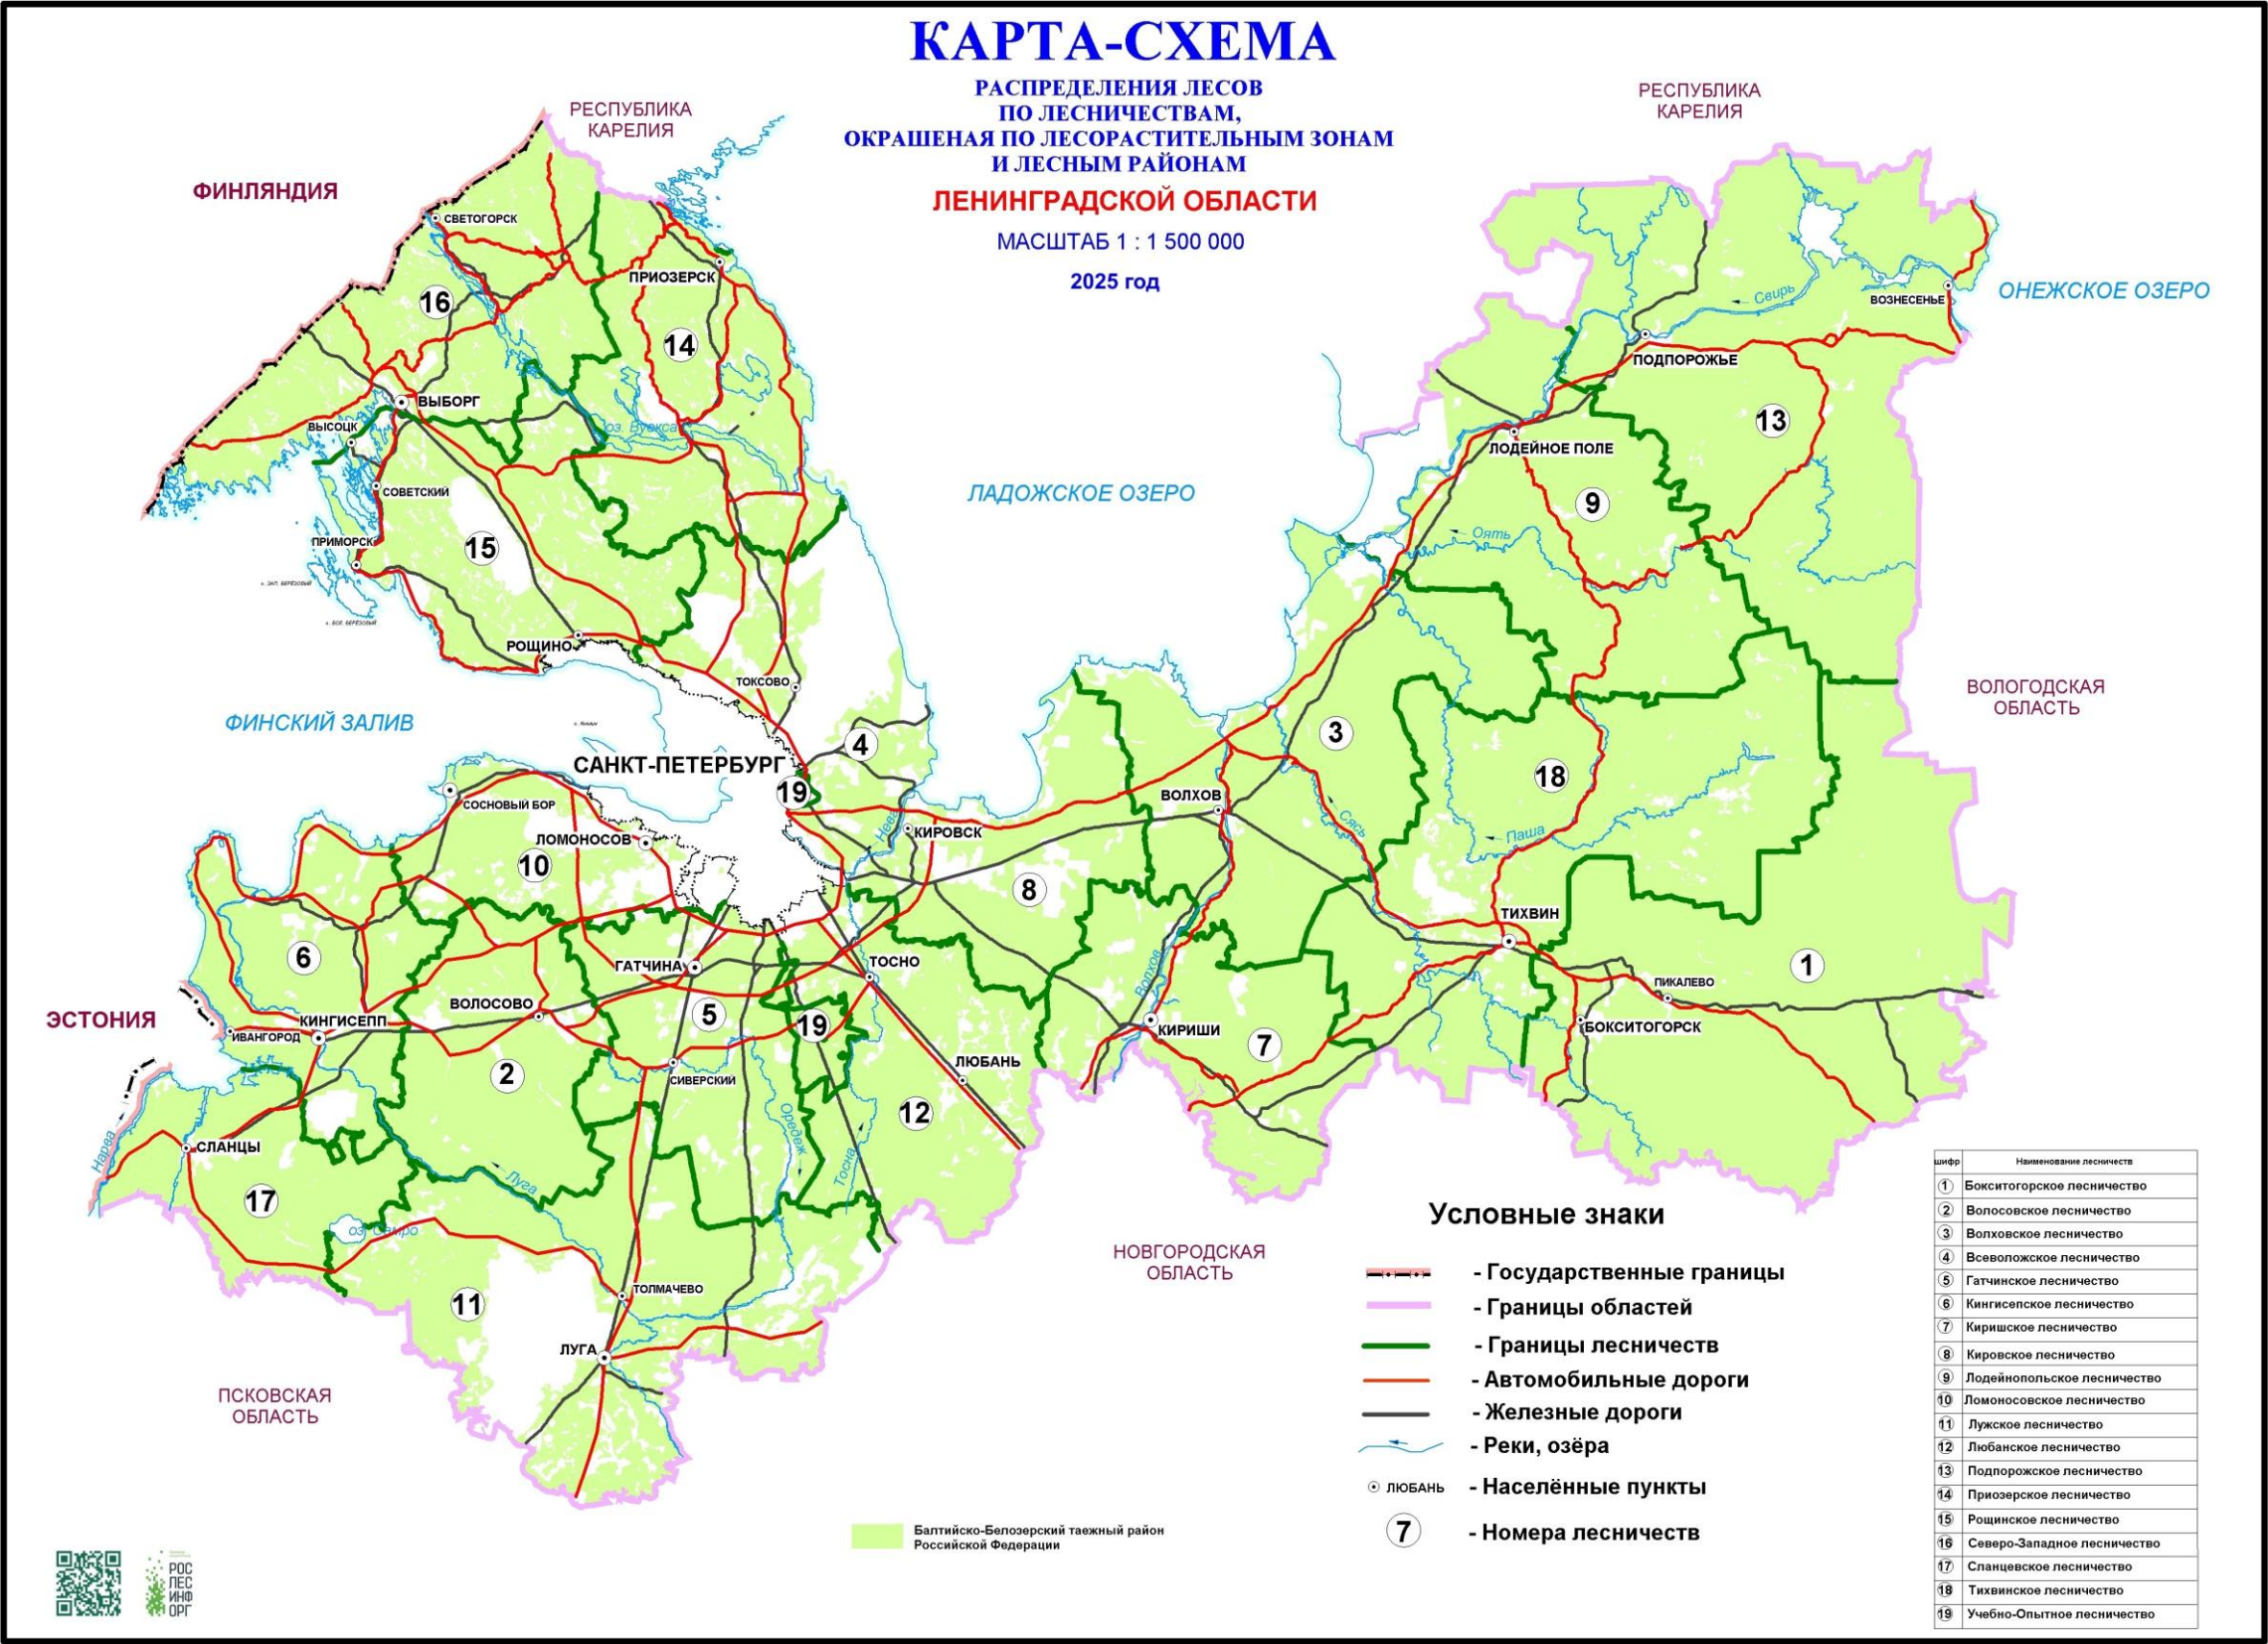 КАРТА-СХЕМА
РАСПРЕДЕЛЕНИЯ ЛЕСОВ
ПО ЛЕСНИЧЕСТВАМ,
ОКРАШЕНАЯ ПО ЛЕСОРАСТИТЕЛЬНЫМ ЗОНАМ
И ЛЕСНЫМ РАЙОНАМ
ЛЕНИНГРАДСКОЙ ОБЛАСТИ
МАСШТАБ 1 : 1 500 000
2025 год
РЕСПУБЛИКА
КАРЕЛИЯ
РЕСПУБЛИКА
КАРЕЛИЯ
ФИНЛЯНДИЯ
СВЕТОГОРСК
ПРИОЗЕРСК
16
14
ВЫБОРГ
ВЫСОЦК
оз. Вуокса
СОВЕТСКИЙ
ПРИМОРСК
15
о. ЗАП. БЕРЁЗОВЫЙ
о. БОЛ. БЕРЁЗОВЫЙ
РОЩИНО
ТОКСОВО
ЛАДОЖСКОЕ ОЗЕРО
ОНЕЖСКОЕ ОЗЕРО
ВОЗНЕСЕНЬЕ
Свирь
ПОДПОРОЖЬЕ
13
ЛОДЕЙНОЕ ПОЛЕ
9
Оять
ВОЛОГОДСКАЯ
ОБЛАСТЬ
ФИНСКИЙ ЗАЛИВ
САНКТ-ПЕТЕРБУРГ
4
19
3
18
СОСНОВЫЙ БОР
ЛОМОНОСОВ
10
Нева
КИРОВСК
ВОЛХОВ
Сясь
Паша
8
ТИХВИН
6
ГАТЧИНА
ТОСНО
Волхов
1
ПИКАЛЕВО
ВОЛОСОВО
5
19
КИРИШИ
БОКСИТОГОРСК
ЭСТОНИЯ
КИНГИСЕПП
ИВАНГОРОД
7
2
СИВЕРСКИЙ
ЛЮБАНЬ
12
Нарва
СЛАНЦЫ
Оредеж
Тосна
Луга
17
оз. Самро
11
ТОЛМАЧЕВО
ЛУГА
НОВГОРОДСКАЯ
ОБЛАСТЬ
ПСКОВСКАЯ
ОБЛАСТЬ
Условные знаки
- Государственные границы
- Границы областей
- Границы лесничеств
- Автомобильные дороги
- Железные дороги
- Реки, озёра
ЛЮБАНЬ - Населённые пункты
7 - Номера лесничеств
Балтийско-Белозерский таежный район
Российской Федерации
РОС
ЛЕС
ИНФ
ОРГ
шифр Наименование лесничеств
1 Бокситогорское лесничество
2 Волосовское лесничество
3 Волховское лесничество
4 Всеволожское лесничество
5 Гатчинское лесничество
6 Кингисепское лесничество
7 Киришское лесничество
8 Кировское лесничество
9 Лодейнопольское лесничество
10 Ломоносовское лесничество
11 Лужское лесничество
12 Любанское лесничество
13 Подпорожское лесничество
14 Приозерское лесничество
15 Рощинское лесничество
16 Северо-Западное лесничество
17 Сланцевское лесничество
18 Тихвинское лесничество
19 Учебно-Опытное лесничество